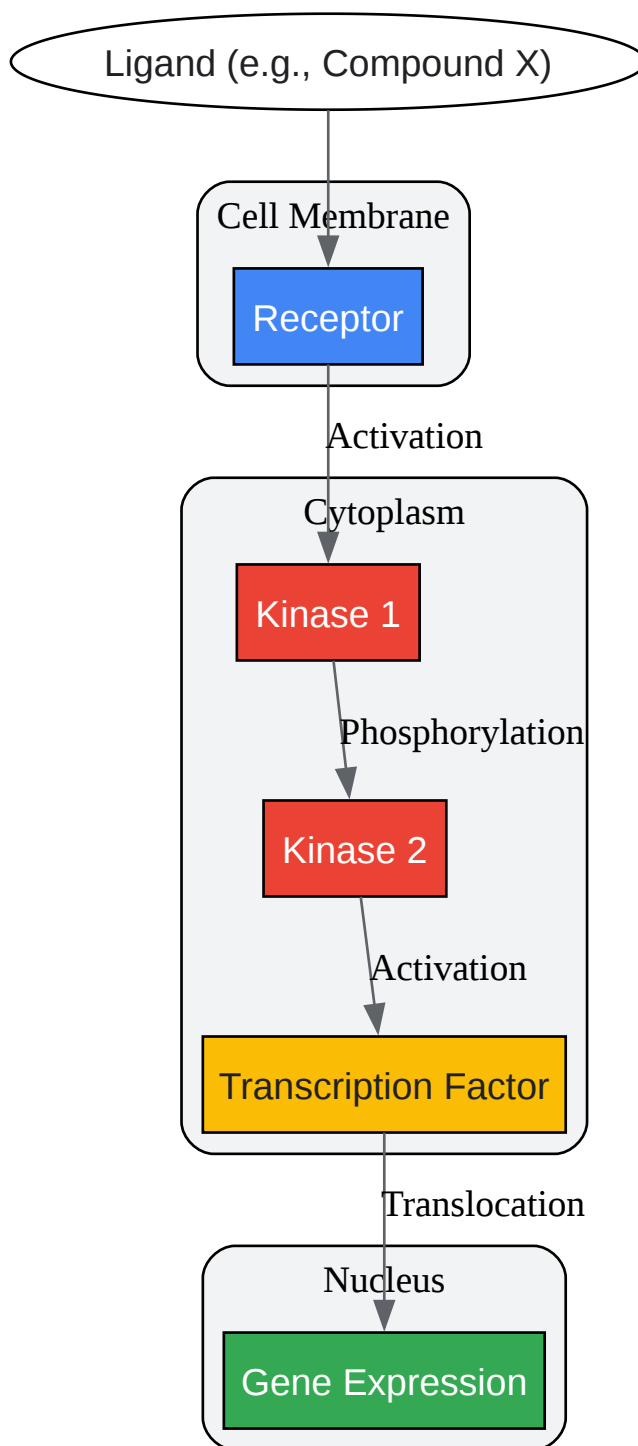 Ligand (e.g., Compound X)
Cell Membrane
Receptor
Activation
Cytoplasm
Kinase 1
Phosphorylation
Kinase 2
Activation
Transcription Factor
Translocation
Nucleus
Gene Expression